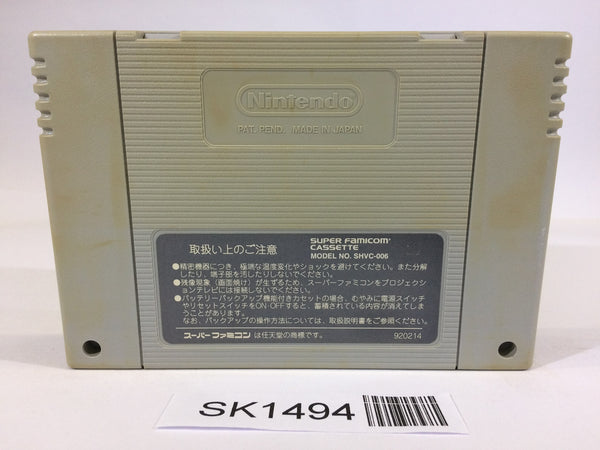 Nintendo
PAT. PEND. MADE IN JAPAN
取扱い上のご注意
SUPER FAMICOM
CASSETTE
MODEL NO. SHVC-006
●精密機器につき、極端な温度変化やショックを避けてください。また分解
したり、端子部を汚したりしないでください。
●残像現象(画面焼け)が生ずるため、スーパーファミコンをプロジェクシ
ョンテレビには接続しないでください。
●バッテリーバックアップ機能付きカセットの場合、むやみに電源スイッチ
やリセットスイッチをON・OFFすると、蓄積されている内容が消えてしま
うことがあります。
なお、バックアップの操作方法については、取扱説明書をご参照ください。
スーパーファミコン は任天堂の商標です。
920214
SK1494